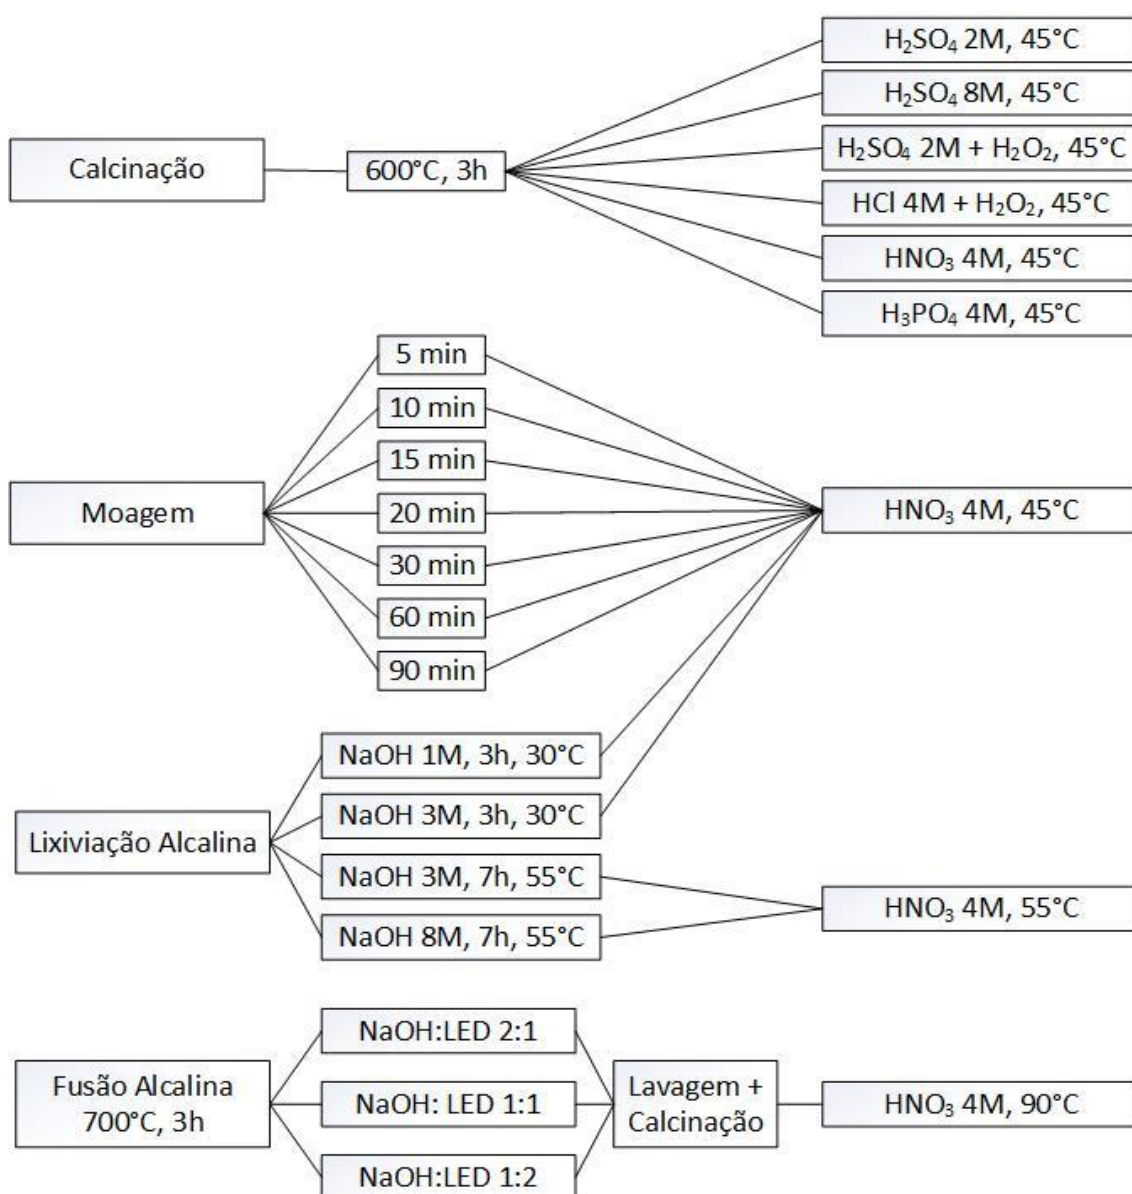 H₂SO₄ 2M, 45°C
H₂SO₄ 8M, 45°C
Calcinação
600°C, 3h
H₂SO₄ 2M + H₂O₂, 45°C
HCl 4M + H₂O₂, 45°C
HNO₃ 4M, 45°C
H₃PO₄ 4M, 45°C
Moagem
5 min
10 min
15 min
20 min
30 min
60 min
90 min
HNO₃ 4M, 45°C
Lixiviação Alcalina
NaOH 1M, 3h, 30°C
NaOH 3M, 3h, 30°C
NaOH 3M, 7h, 55°C
NaOH 8M, 7h, 55°C
HNO₃ 4M, 55°C
Fusão Alcalina
700°C, 3h
NaOH:LED 2:1
NaOH: LED 1:1
NaOH:LED 1:2
Lavagem +
Calcinação
HNO₃ 4M, 90°C